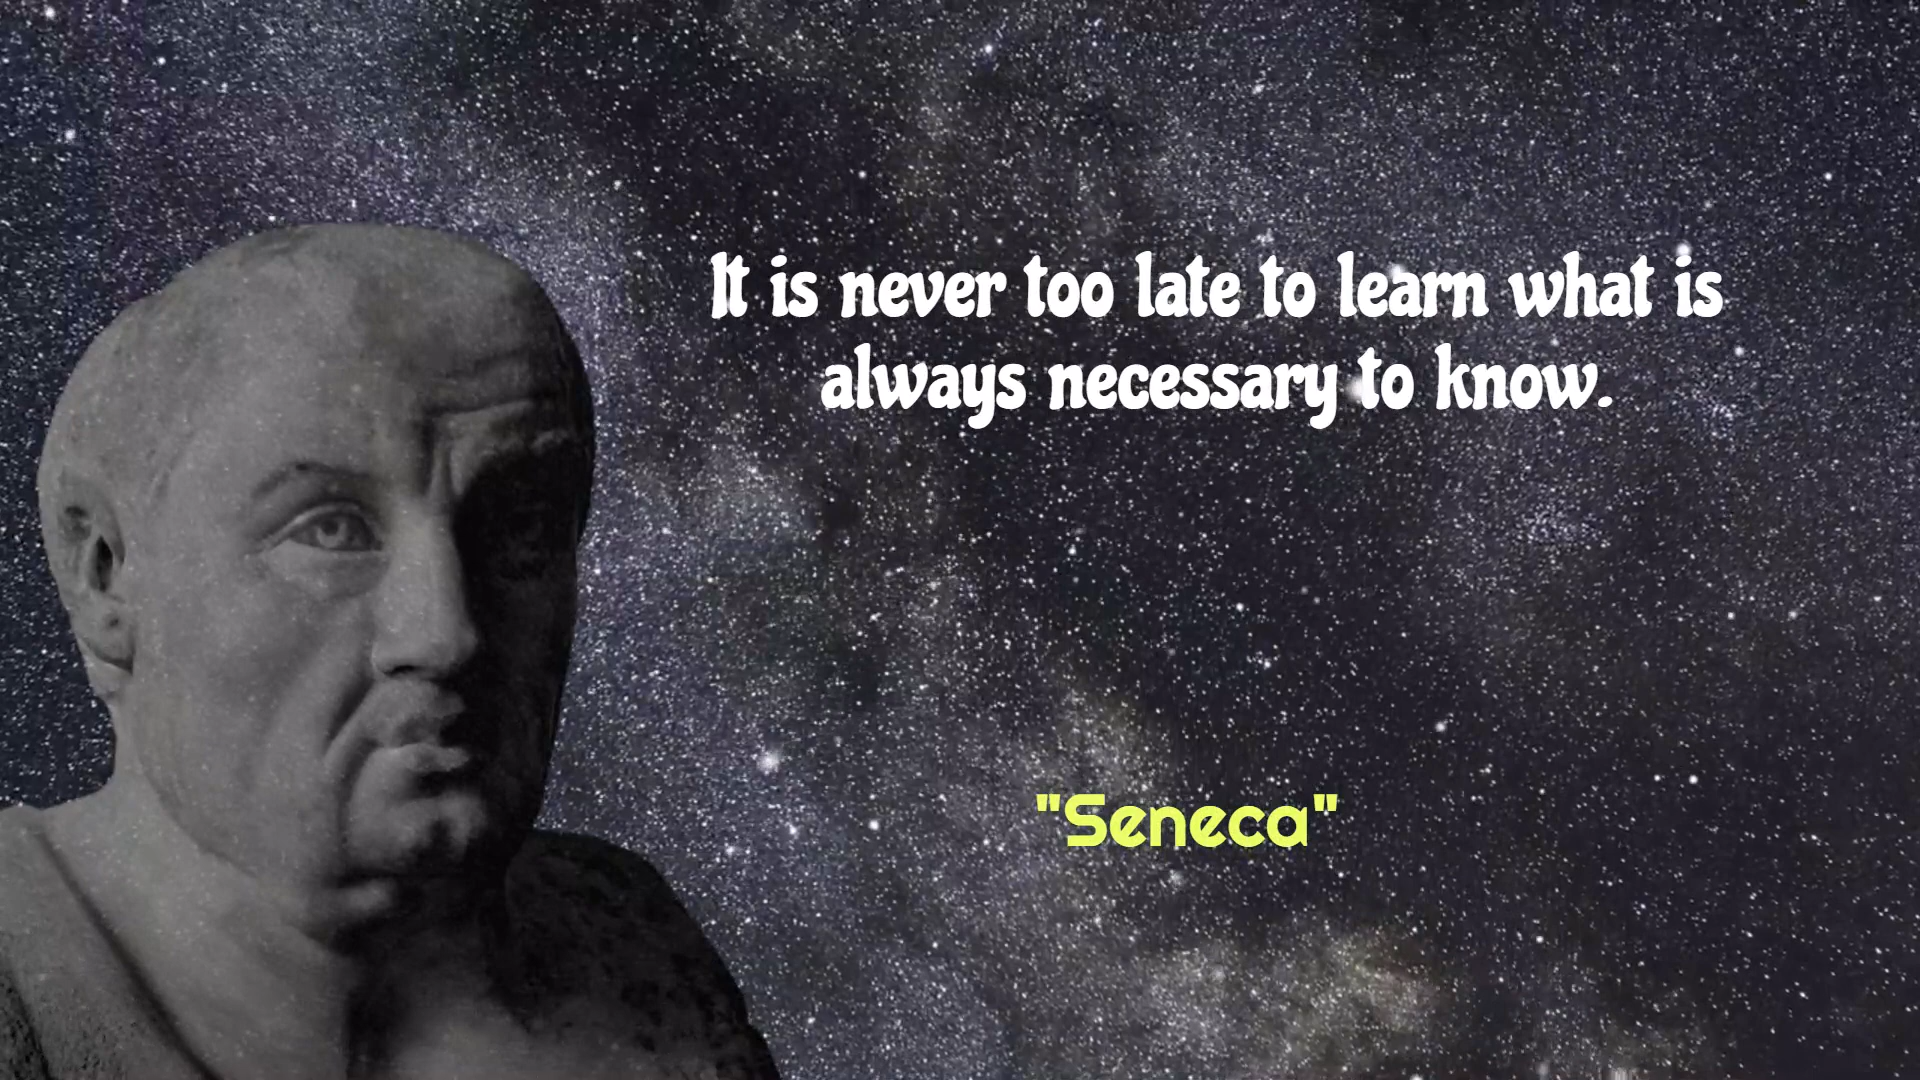 It is never too late to learn what is
always necessary to know.
"Seneca"